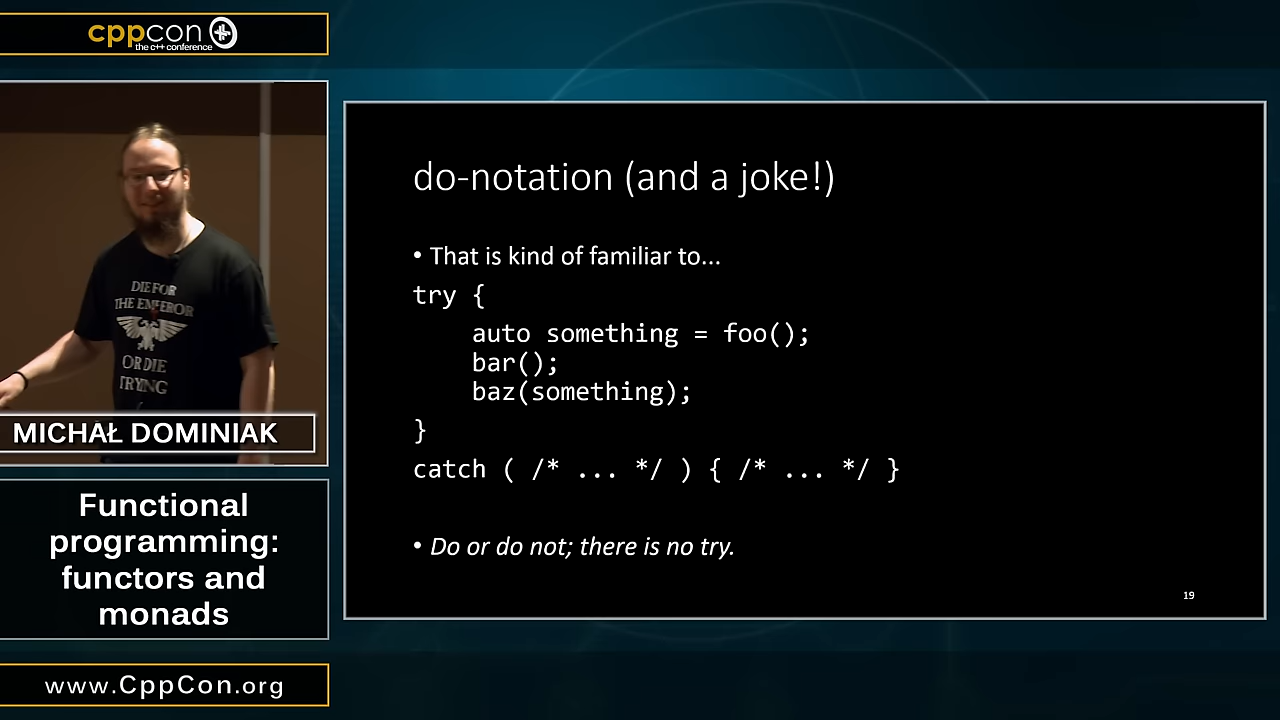 cppcon
the c++ conference
DIE FOR
THE EMPEROR
OR DIE
TRYING
MICHAŁ DOMINIAK
Functional
programming:
functors and
monads
www.CppCon.org
do-notation (and a joke!)
• That is kind of familiar to...
try {
    auto something = foo();
    bar();
    baz(something);
}
catch ( /* ... */ ) { /* ... */ }
• Do or do not; there is no try.
19